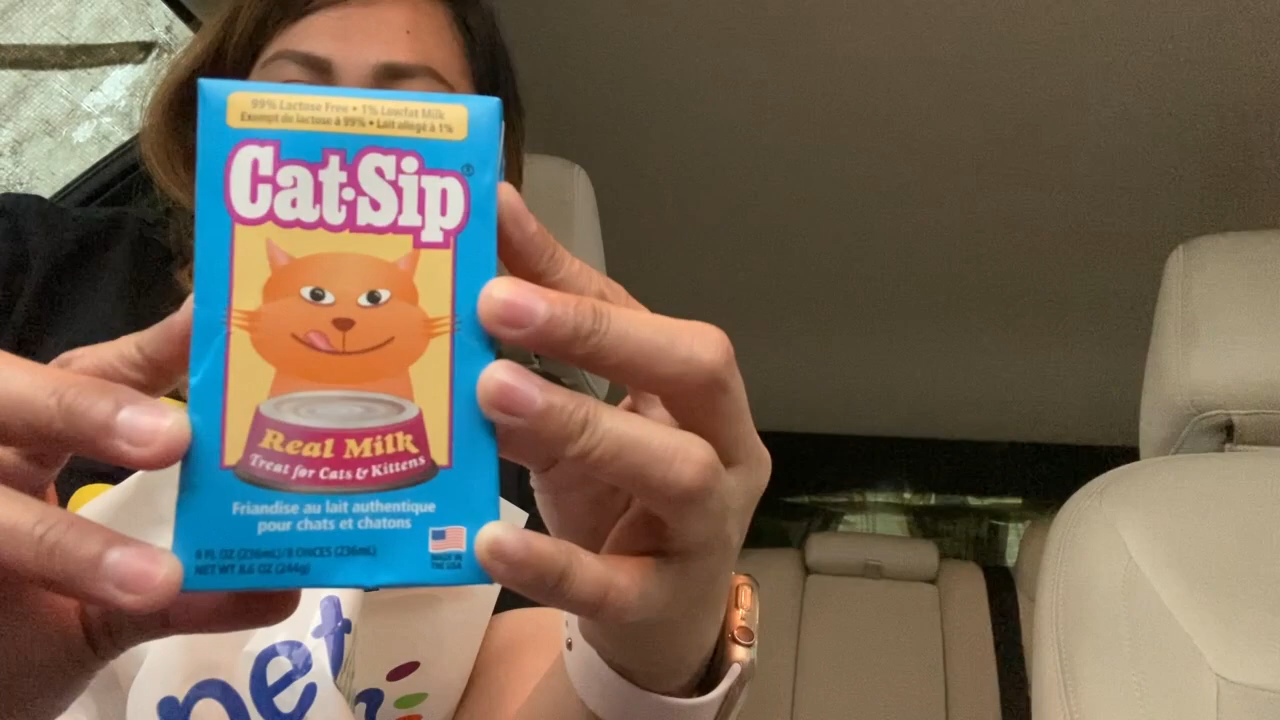 99% Lactose Free • 1% Lowfat Milk
Exempt de lactose à 99% • Lait allégé à 1%
Cat-Sip®
Real Milk
Treat for Cats & Kittens
Friandise au lait authentique
pour chats et chatons
8 FL OZ (236mL)/8 ONCES (236mL)
NET WT 8.6 OZ (244g)
MADE IN
THE USA
pet